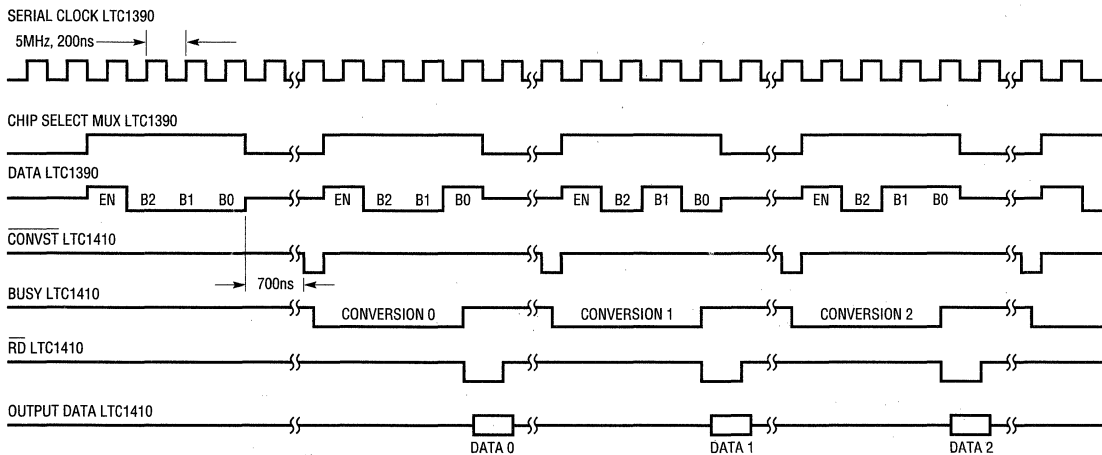 SERIAL CLOCK LTC1390
5MHz, 200ns
CHIP SELECT MUX LTC1390
DATA LTC1390
EN B2 B1 B0 EN B2 B1 B0 EN B2 B1 B0 EN B2 B1 B0
CONVST LTC1410
700ns
BUSY LTC1410
CONVERSION 0 CONVERSION 1 CONVERSION 2
RD LTC1410
OUTPUT DATA LTC1410
DATA 0 DATA 1 DATA 2